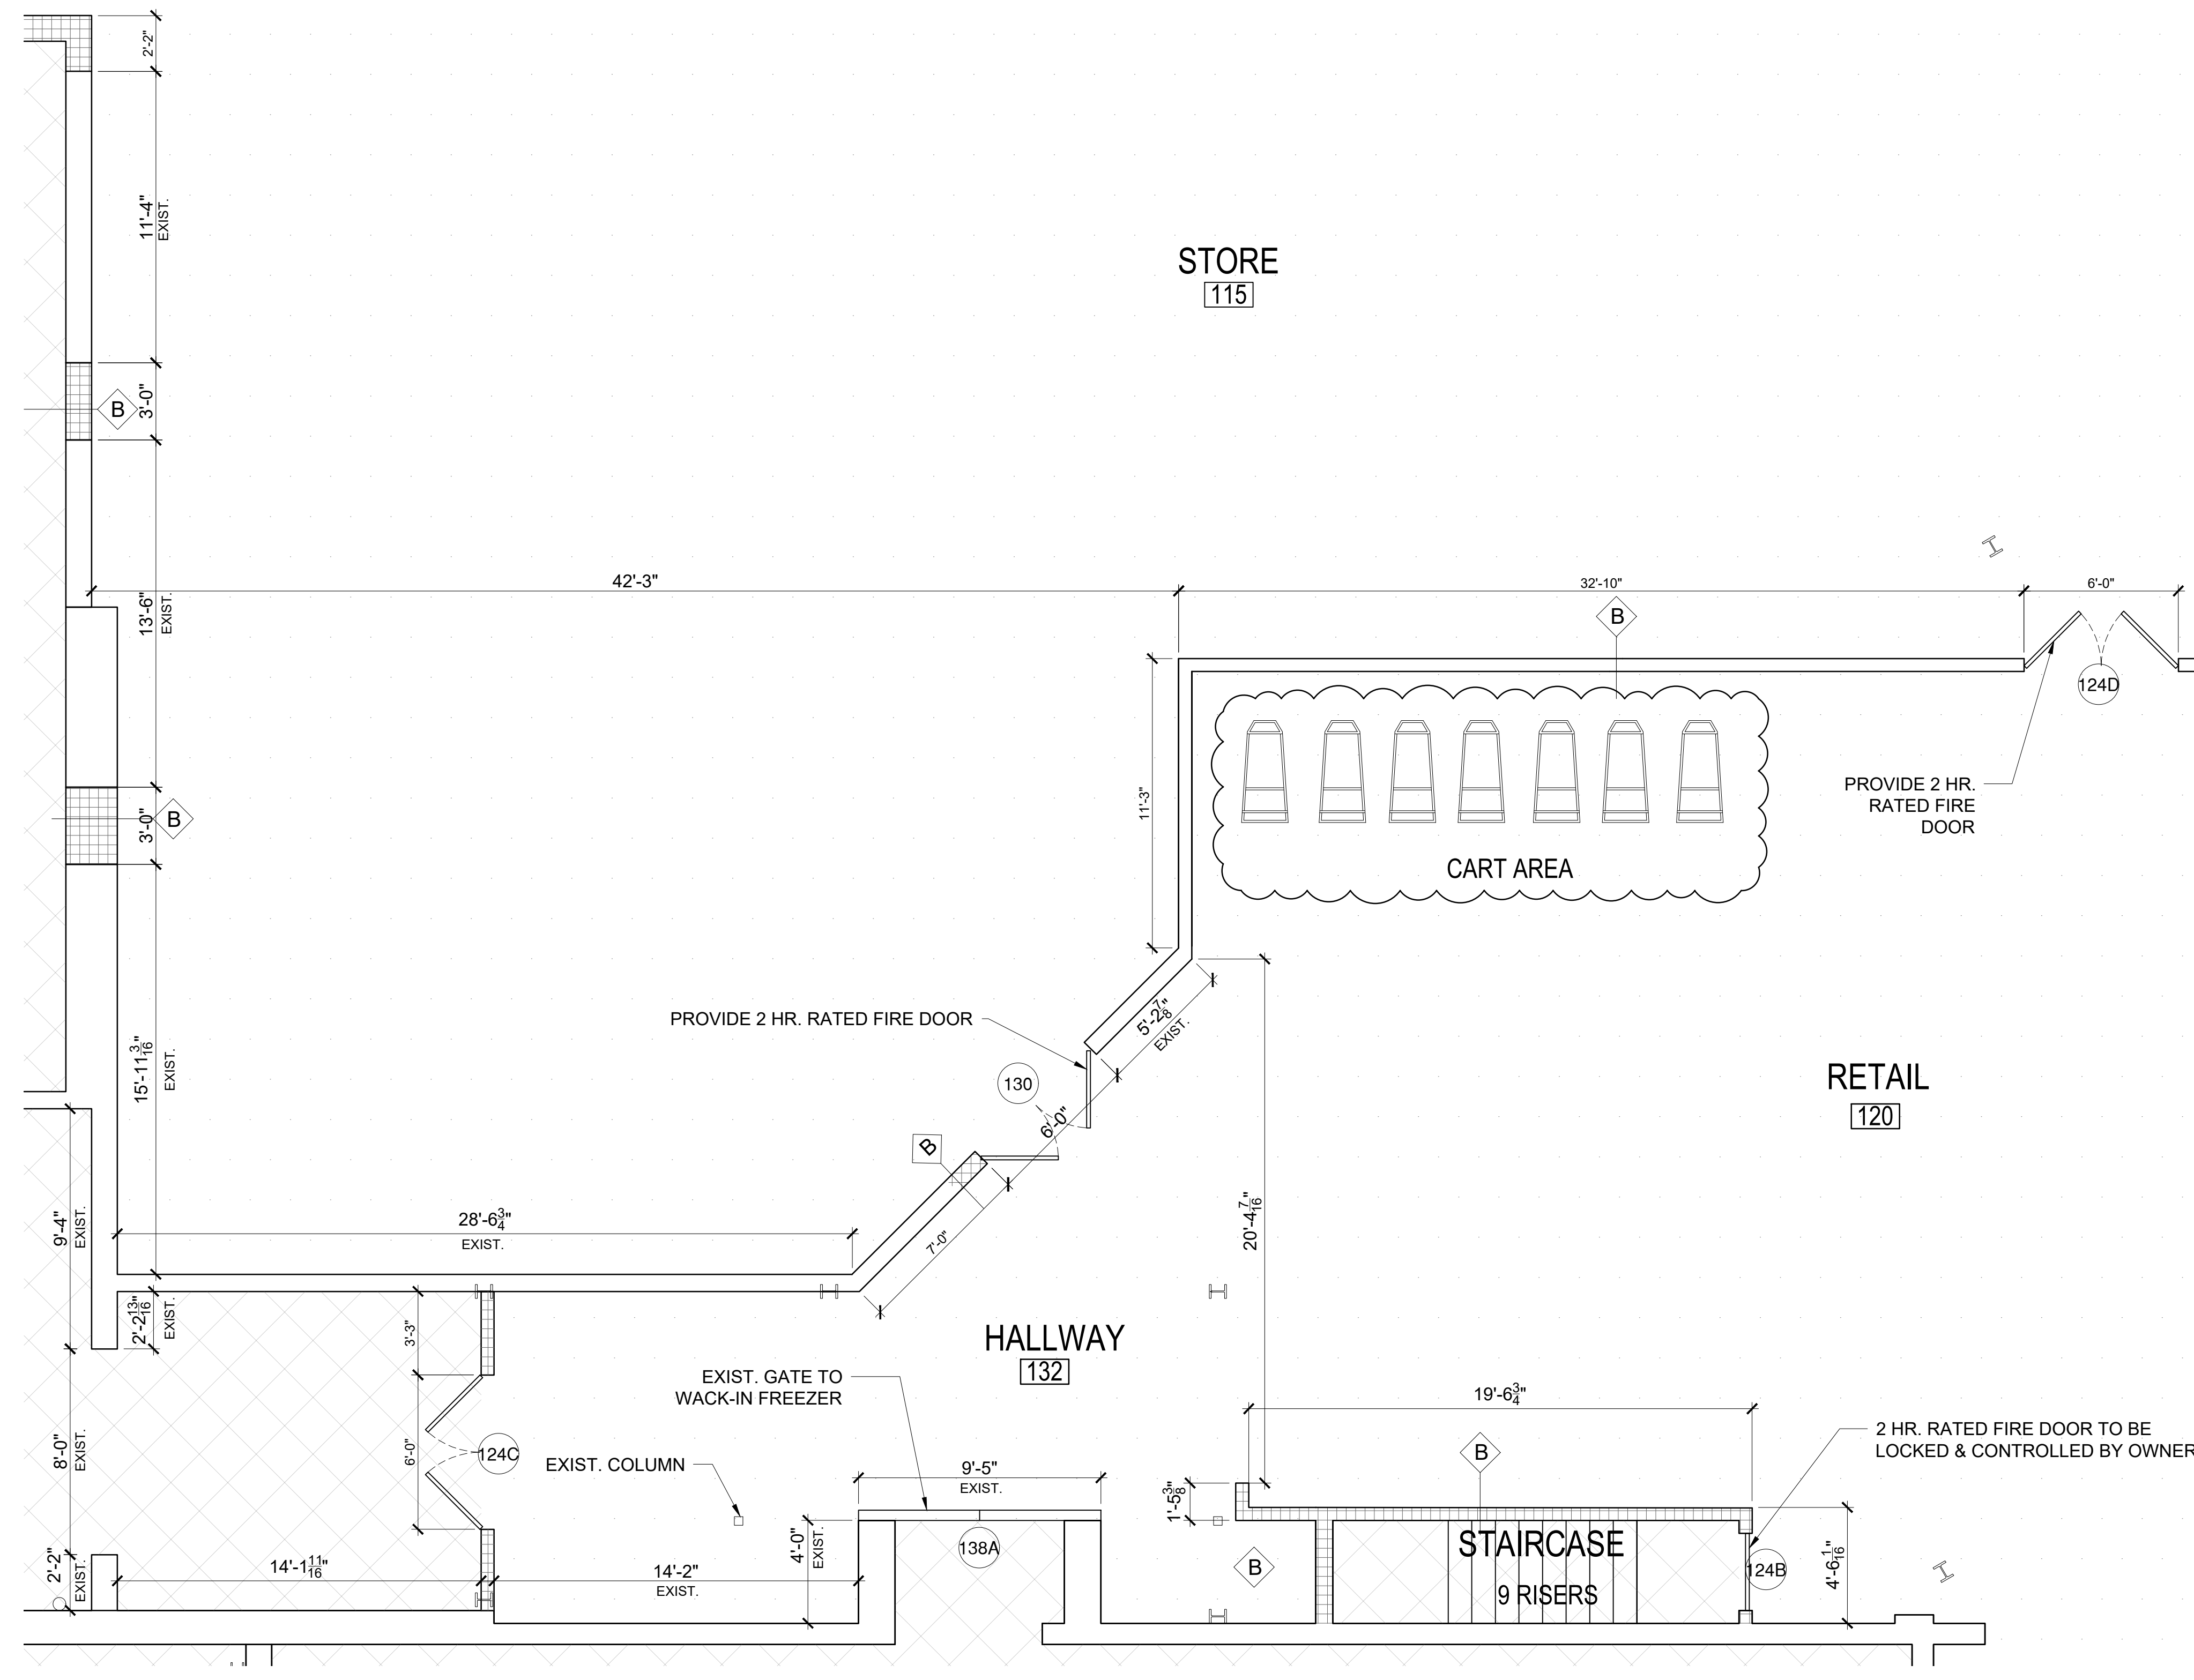 2'-2"
11'-4"
EXIST.
STORE
115
B
3'-0"
42'-3"
32'-10"
6'-0"
13'-6"
EXIST.
B
124D
PROVIDE 2 HR.
RATED FIRE
DOOR
11'-3"
3'-0"
B
CART AREA
PROVIDE 2 HR. RATED FIRE DOOR
5'-2 7/8"
EXIST.
15'-11 3/16"
EXIST.
130
6'-0"
RETAIL
120
B
20'-4 7/16"
9'-4"
EXIST.
28'-6 3/4"
EXIST.
7'-0"
2'-2 13/16"
EXIST.
3'-3"
HALLWAY
132
EXIST. GATE TO
WACK-IN FREEZER
19'-6 3/4"
8'-0"
EXIST.
6'-0"
124C
EXIST. COLUMN
9'-5"
EXIST.
B
2 HR. RATED FIRE DOOR TO BE
LOCKED & CONTROLLED BY OWNER
1'-5 3/8"
4'-0"
EXIST.
138A
STAIRCASE
9 RISERS
B
124B
4'-6 1/16"
2'-2"
EXIST.
14'-1 11/16"
14'-2"
EXIST.